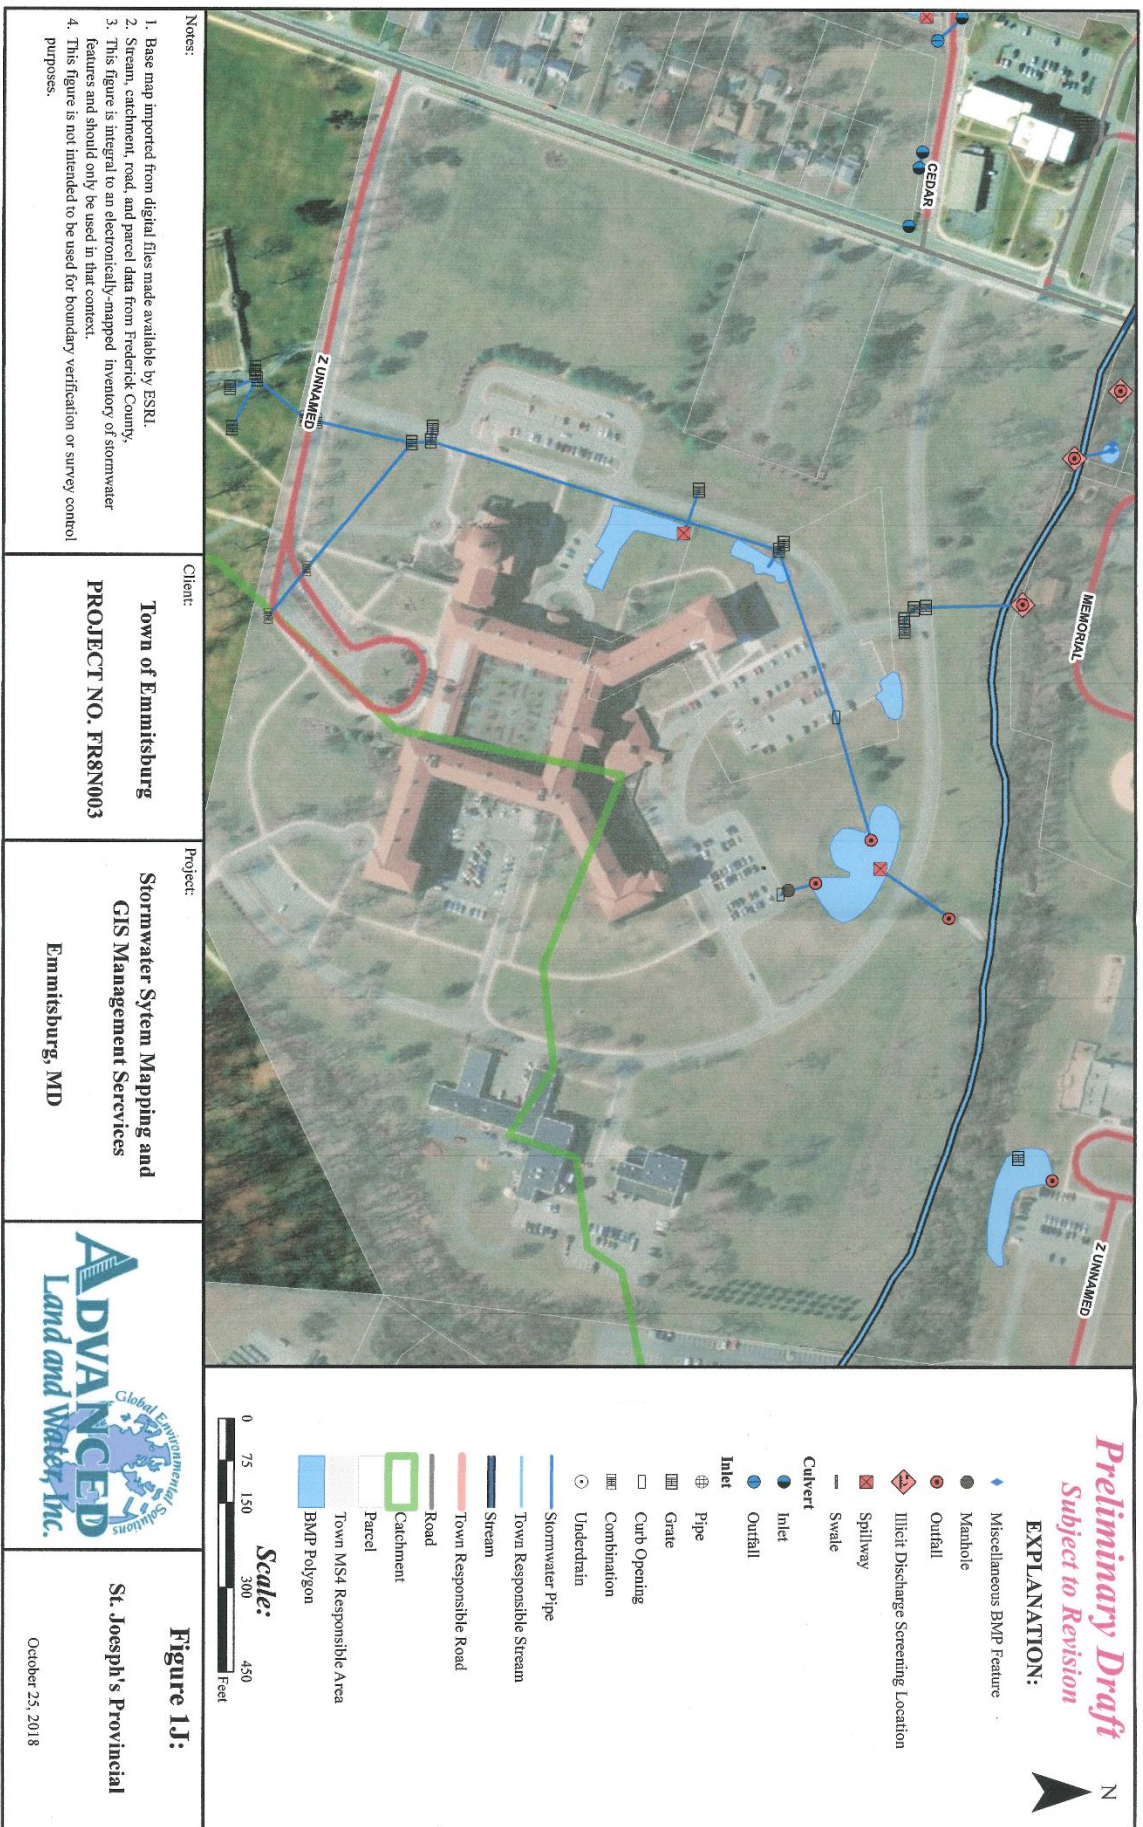 Preliminary Draft
Subject to Revision
N
EXPLANATION:
Miscellaneous BMP Feature
Manhole
Outfall
Illicit Discharge Screening Location
Spillway
Swale
Culvert
Inlet
Outfall
Inlet
Pipe
Grate
Curb Opening
Combination
Underdrain
Stormwater Pipe
Town Responsible Stream
Stream
Town Responsible Road
Road
Catchment
Parcel
Town MS4 Responsible Area
BMP Polygon
Scale:
0 75 150 300 450
Feet
CEDAR
MEMORIAL
Z UNNAMED
Z UNNAMED
Notes:
1. Base map imported from digital files made available by ESRI.
2. Stream, catchment, road, and parcel data from Frederick County,
3. This figure is integral to an electronically-mapped inventory of stormwater
features and should only be used in that context.
4. This figure is not intended to be used for boundary verification or survey control
purposes.
Client:
Town of Emmitsburg
PROJECT NO. FR8N003
Project:
Stormwater Sytem Mapping and
GIS Management Sercvices
Emmitsburg, MD
Global Environmental Solutions
ADVANCED
Land and Water, Inc.
Figure 1J:
St. Joesph's Provincial
October 25, 2018